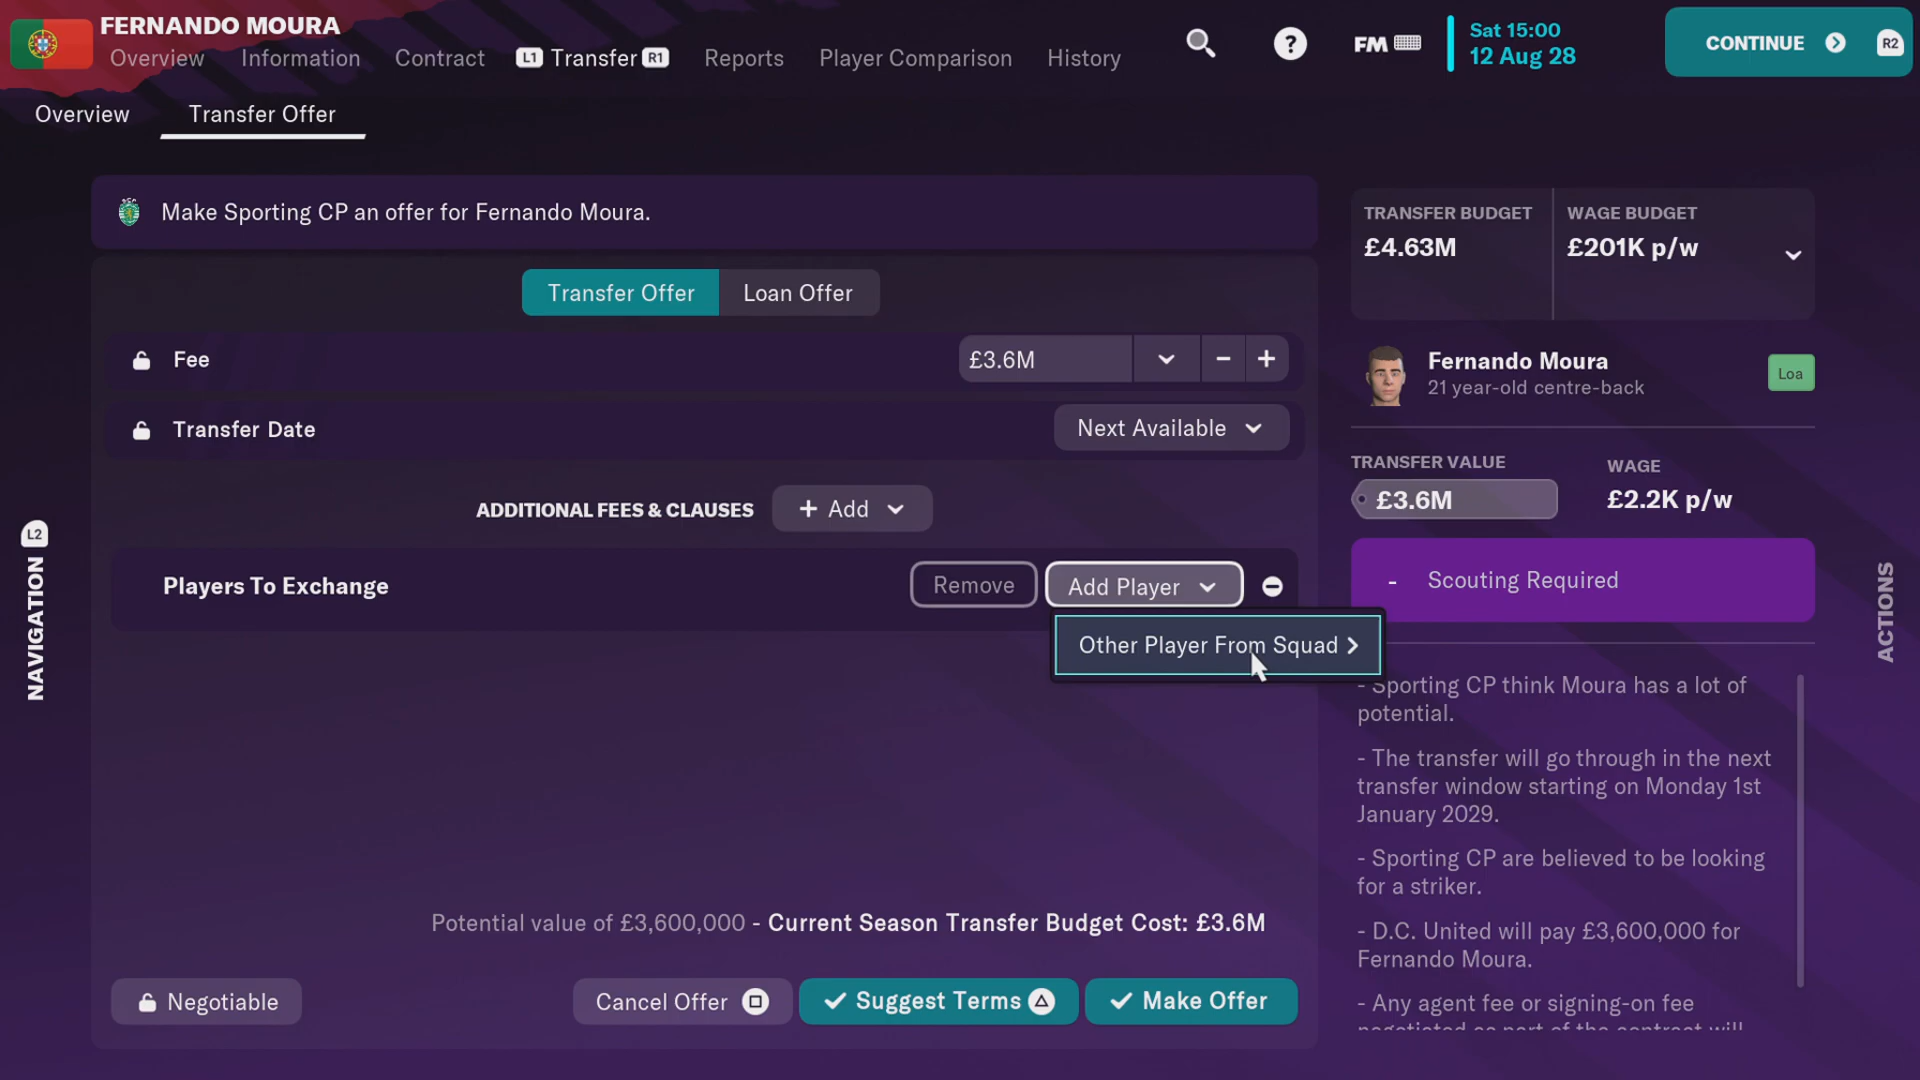 FERNANDO MOURA
Overview
Information
Contract
L1 Transfer R1
Reports
Player Comparison
History
?
FM
Sat 15:00
12 Aug 28
CONTINUE R2
Overview
Transfer Offer
Make Sporting CP an offer for Fernando Moura.
Transfer Offer
Loan Offer
Fee
£3.6M
Transfer Date
Next Available
ADDITIONAL FEES & CLAUSES
+ Add
Players To Exchange
Remove
Add Player
Other Player From Squad
Potential value of £3,600,000 - Current Season Transfer Budget Cost: £3.6M
Negotiable
Cancel Offer
Suggest Terms
Make Offer
L2
NAVIGATION
TRANSFER BUDGET
£4.63M
WAGE BUDGET
£201K p/w
Fernando Moura
21 year-old centre-back
Loa
TRANSFER VALUE
£3.6M
WAGE
£2.2K p/w
- Scouting Required
- Sporting CP think Moura has a lot of
potential.
- The transfer will go through in the next
transfer window starting on Monday 1st
January 2029.
- Sporting CP are believed to be looking
for a striker.
- D.C. United will pay £3,600,000 for
Fernando Moura.
- Any agent fee or signing-on fee
negotiated as part of the contract will
ACTIONS